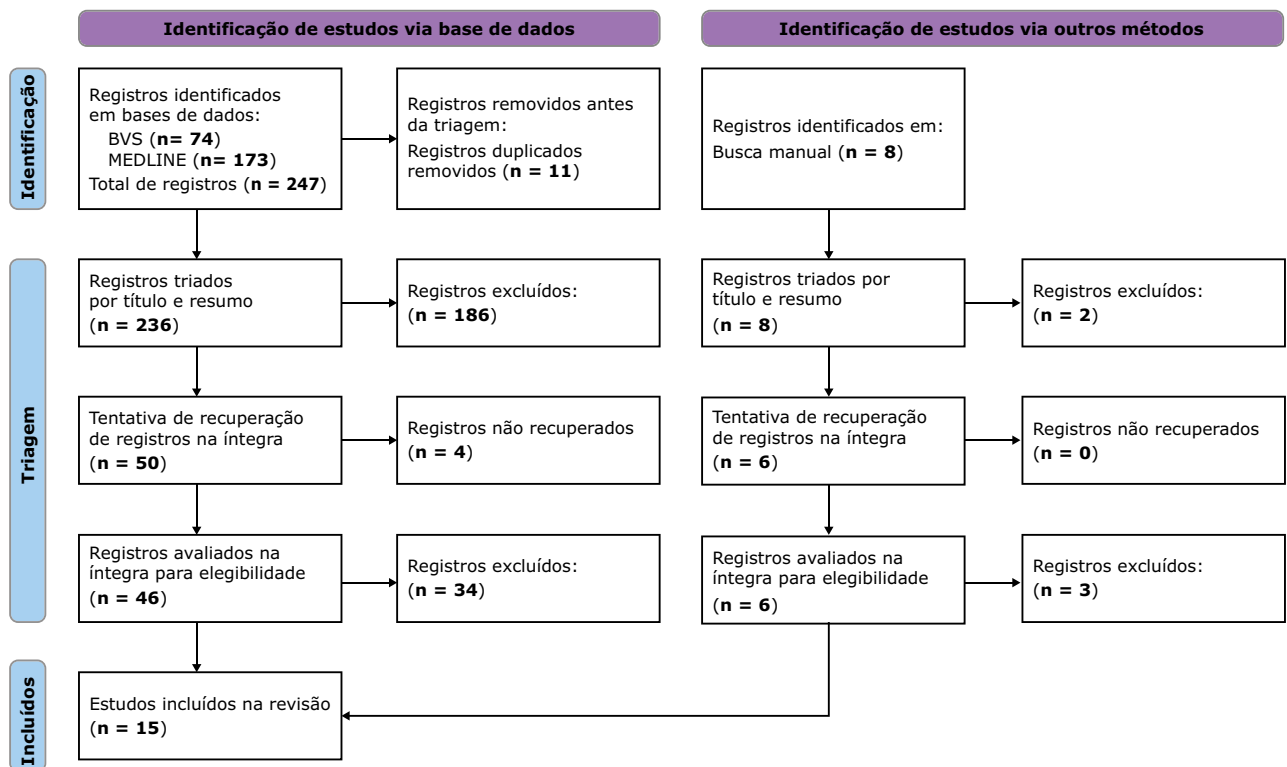 Identificação de estudos via base de dados
Identificação de estudos via outros métodos
Identificação
Registros identificados
em bases de dados:
BVS (n= 74)
MEDLINE (n= 173)
Total de registros (n = 247)
Registros removidos antes
da triagem:
Registros duplicados
removidos (n = 11)
Registros identificados em:
Busca manual (n = 8)
Triagem
Registros triados
por título e resumo
(n = 236)
Registros excluídos:
(n = 186)
Registros triados por
título e resumo
(n = 8)
Registros excluídos:
(n = 2)
Tentativa de recuperação
de registros na íntegra
(n = 50)
Registros não recuperados
(n = 4)
Tentativa de recuperação
de registros na íntegra
(n = 6)
Registros não recuperados
(n = 0)
Registros avaliados na
íntegra para elegibilidade
(n = 46)
Registros excluídos:
(n = 34)
Registros avaliados na
íntegra para elegibilidade
(n = 6)
Registros excluídos:
(n = 3)
Incluídos
Estudos incluídos na revisão
(n = 15)